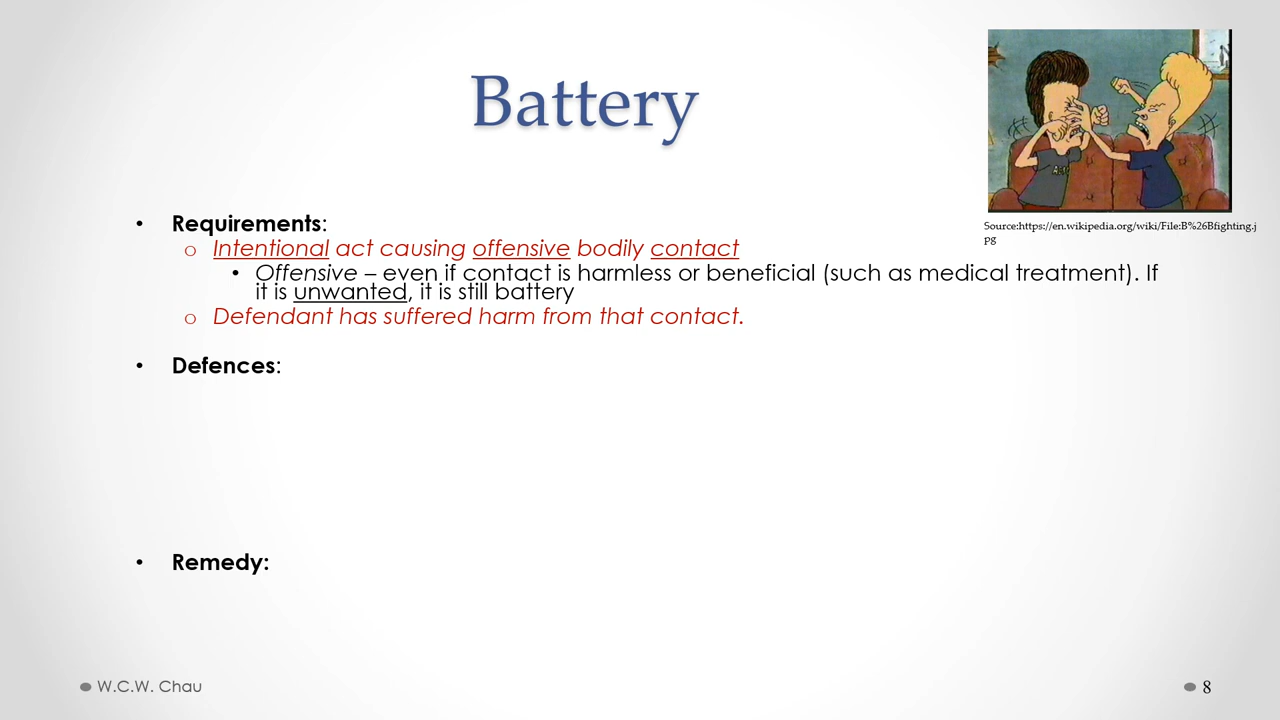 Battery
Source:https://en.wikipedia.org/wiki/File:B%26Bfighting.j
pg
• Requirements:
o Intentional act causing offensive bodily contact
• Offensive – even if contact is harmless or beneficial (such as medical treatment). If
it is unwanted, it is still battery
o Defendant has suffered harm from that contact.
• Defences:
• Remedy:
W.C.W. Chau
8